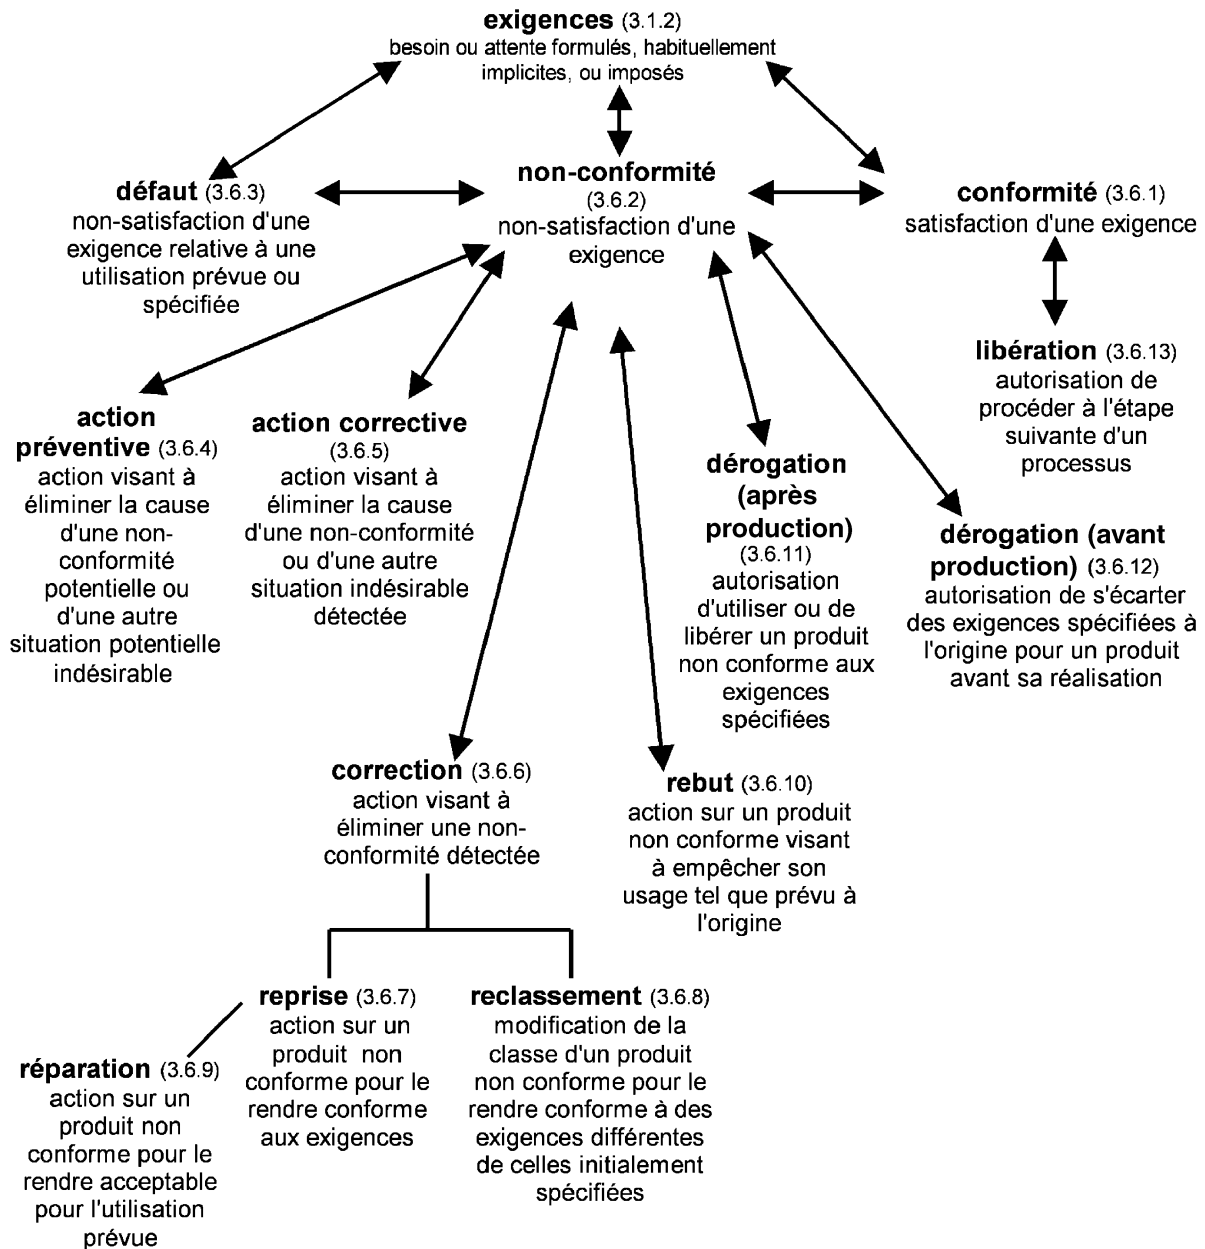 exigences (3.1.2)
besoin ou attente formulés, habituellement
implicites, ou imposés
défaut (3.6.3)
non-satisfaction d'une
exigence relative à une
utilisation prévue ou
spécifiée
non-conformité
(3.6.2)
non-satisfaction d'une
exigence
conformité (3.6.1)
satisfaction d'une exigence
libération (3.6.13)
autorisation de
procéder à l'étape
suivante d'un
processus
action
préventive (3.6.4)
action visant à
éliminer la cause
d'une non-
conformité
potentielle ou
d'une autre
situation potentielle
indésirable
action corrective
(3.6.5)
action visant à
éliminer la cause
d'une non-conformité
ou d'une autre
situation indésirable
détectée
dérogation
(après
production)
(3.6.11)
autorisation
d'utiliser ou de
libérer un produit
non conforme aux
exigences
spécifiées
dérogation (avant
production) (3.6.12)
autorisation de s'écarter
des exigences spécifiées à
l'origine pour un produit
avant sa réalisation
correction (3.6.6)
action visant à
éliminer une non-
conformité détectée
rebut (3.6.10)
action sur un produit
non conforme visant
à empêcher son
usage tel que prévu à
l'origine
reprise (3.6.7)
action sur un
produit  non
conforme pour le
rendre conforme
aux exigences
reclassement (3.6.8)
modification de la
classe d'un produit
non conforme pour le
rendre conforme à des
exigences différentes
de celles initialement
spécifiées
réparation (3.6.9)
action sur un
produit non
conforme pour le
rendre acceptable
pour l'utilisation
prévue